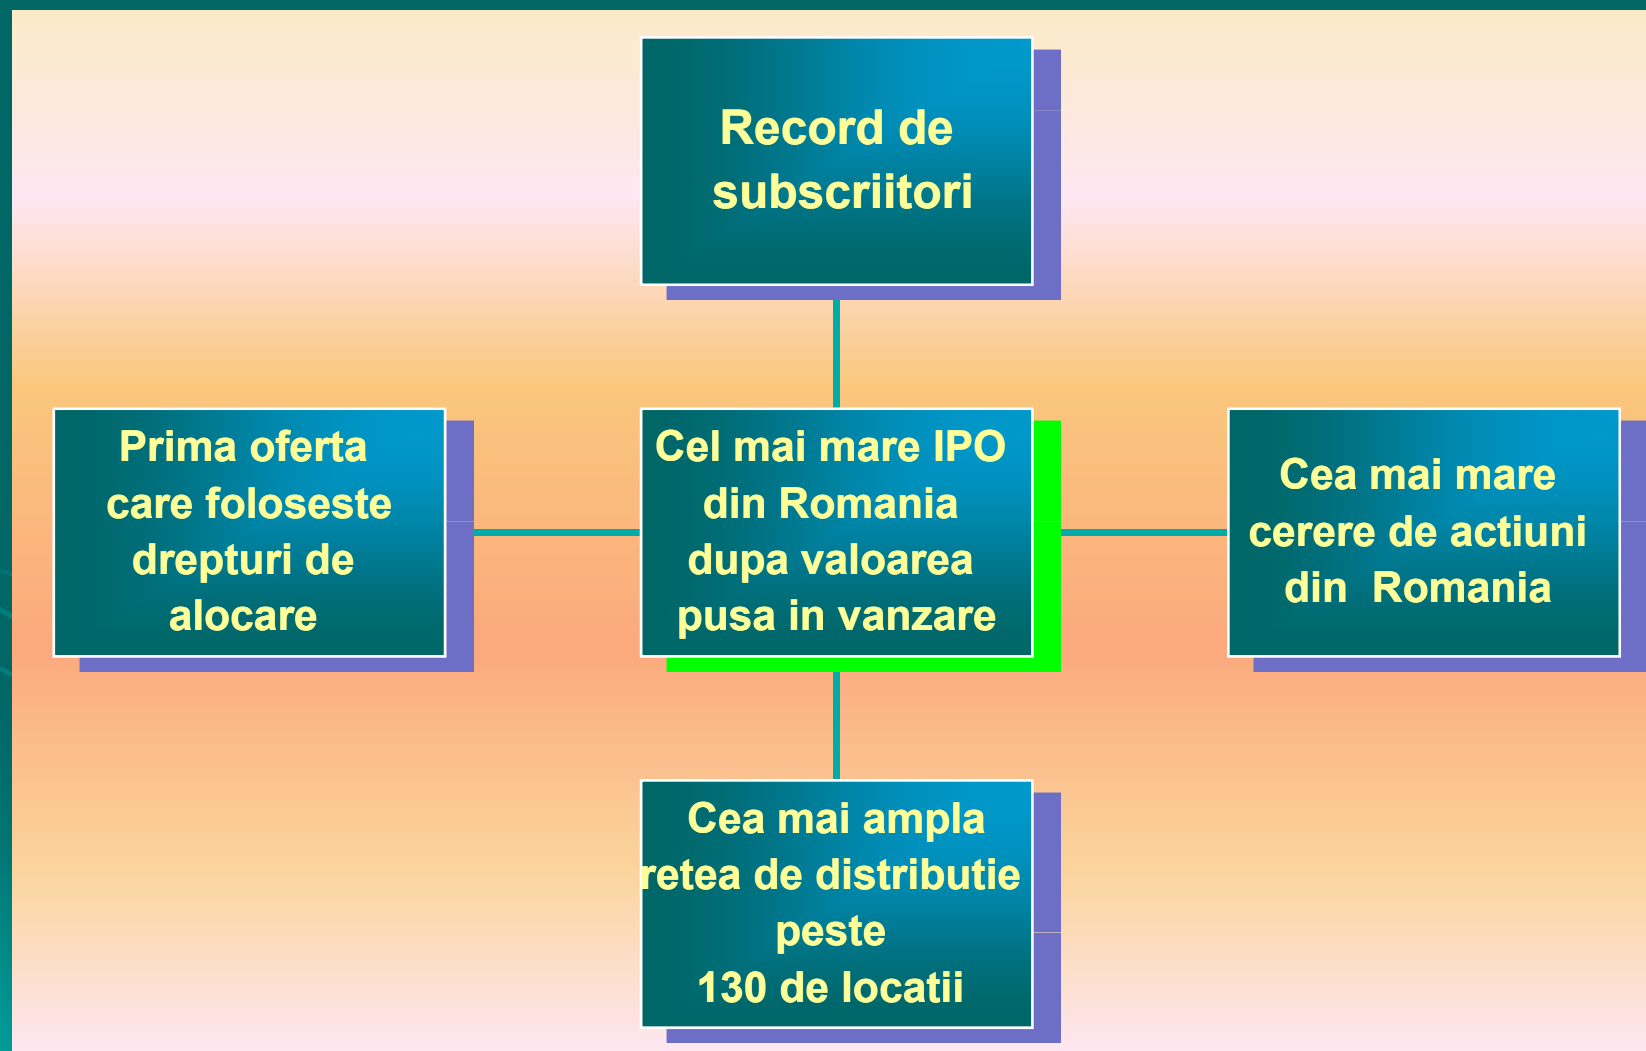 Record de
subscriitori
Prima oferta
care foloseste
drepturi de
alocare
Cel mai mare IPO
din Romania
dupa valoarea
pusa in vanzare
Cea mai mare
cerere de actiuni
din  Romania
Cea mai ampla
retea de distributie
peste
130 de locatii